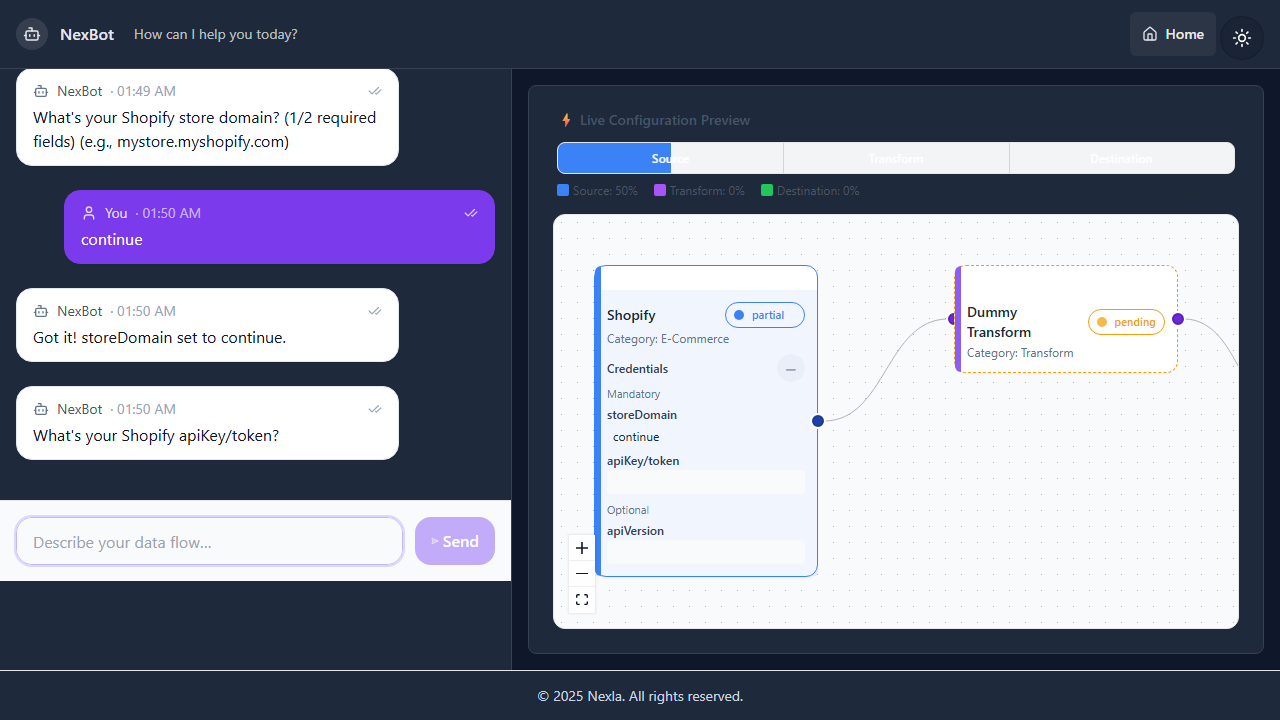 NexBot
How can I help you today?
Home
NexBot · 01:49 AM
What's your Shopify store domain? (1/2 required
fields) (e.g., mystore.myshopify.com)
You · 01:50 AM
continue
NexBot · 01:50 AM
Got it! storeDomain set to continue.
NexBot · 01:50 AM
What's your Shopify apiKey/token?
Describe your data flow...
Send
Live Configuration Preview
Source
Transform
Destination
Source: 50%
Transform: 0%
Destination: 0%
Shopify
partial
Category: E-Commerce
Credentials
Mandatory
storeDomain
continue
apiKey/token
Optional
apiVersion
Dummy
Transform
pending
Category: Transform
© 2025 Nexla. All rights reserved.